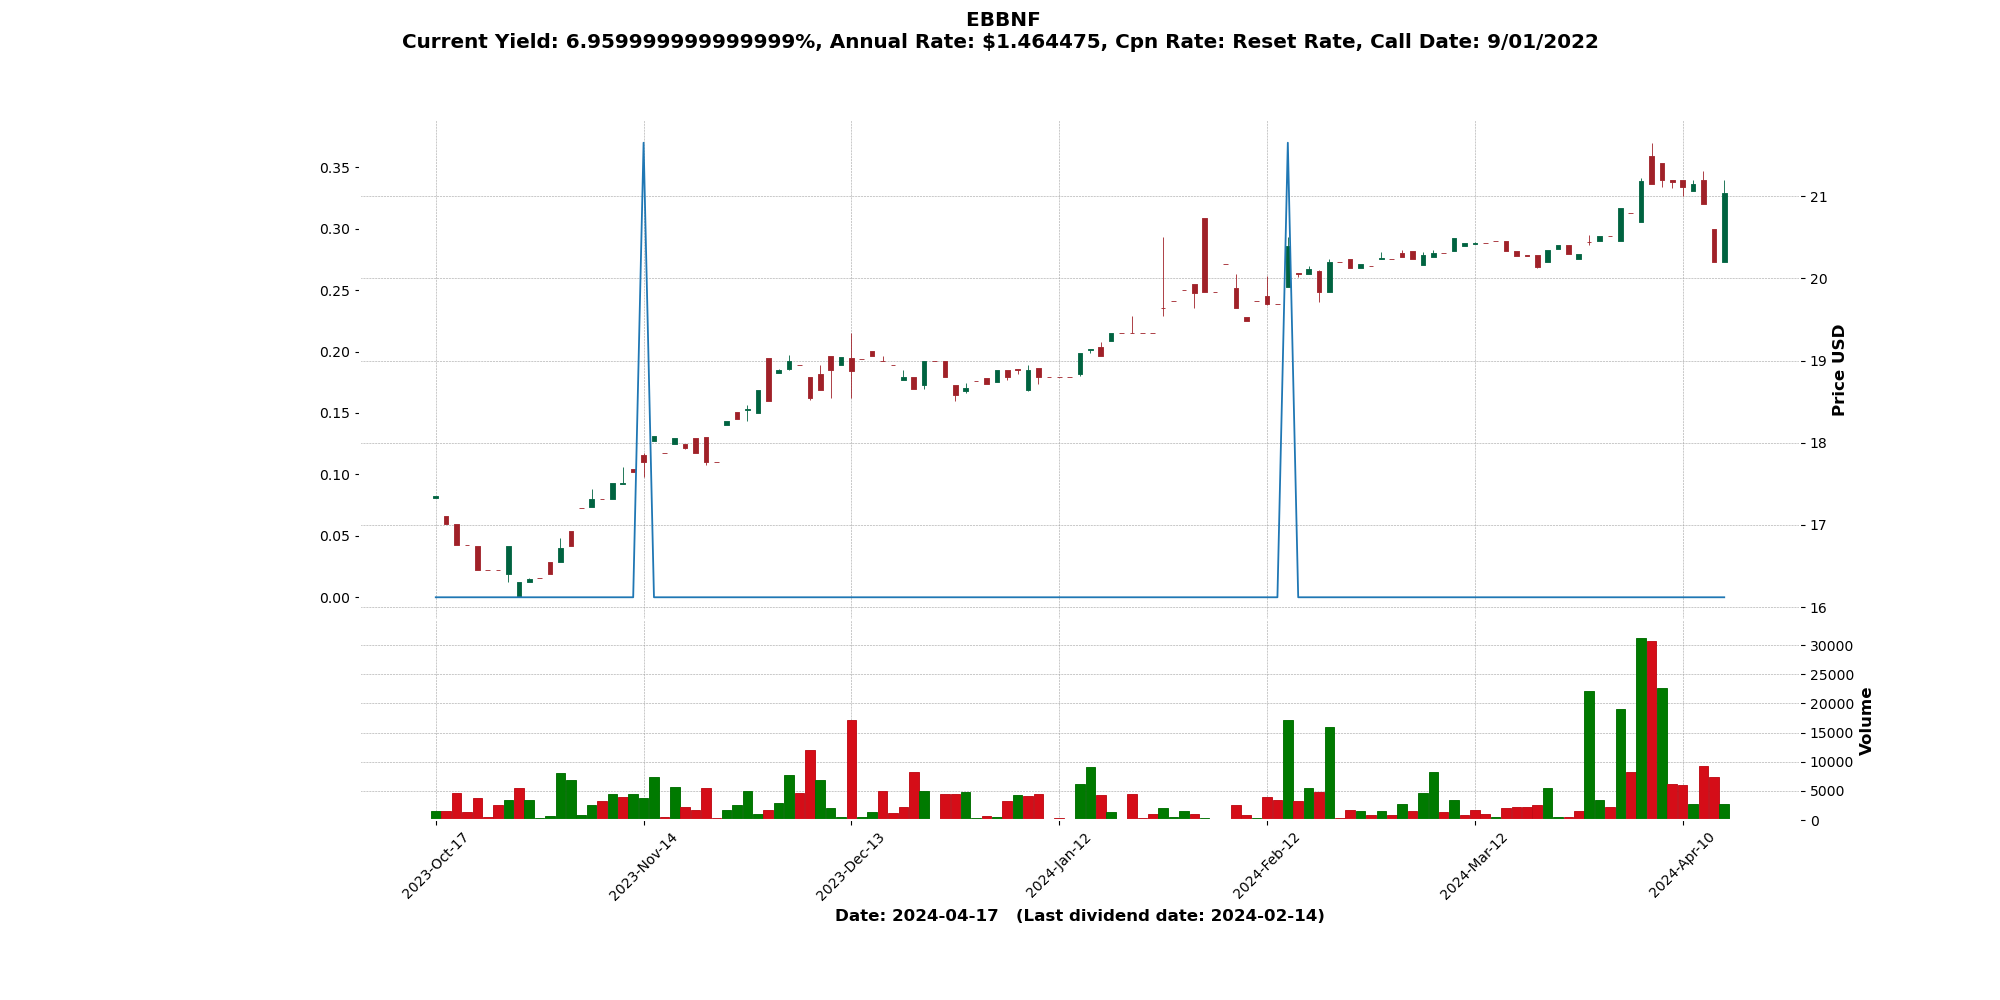 EBBNF
Current Yield: 6.959999999999999%, Annual Rate: $1.464475, Cpn Rate: Reset Rate, Call Date: 9/01/2022
0.35
0.30
0.25
0.20
0.15
0.10
0.05
0.00
21
20
19
18
17
16
Price USD
30000
25000
20000
15000
10000
5000
0
Volume
2023-Oct-17
2023-Nov-14
2023-Dec-13
2024-Jan-12
2024-Feb-12
2024-Mar-12
2024-Apr-10
Date: 2024-04-17 (Last dividend date: 2024-02-14)